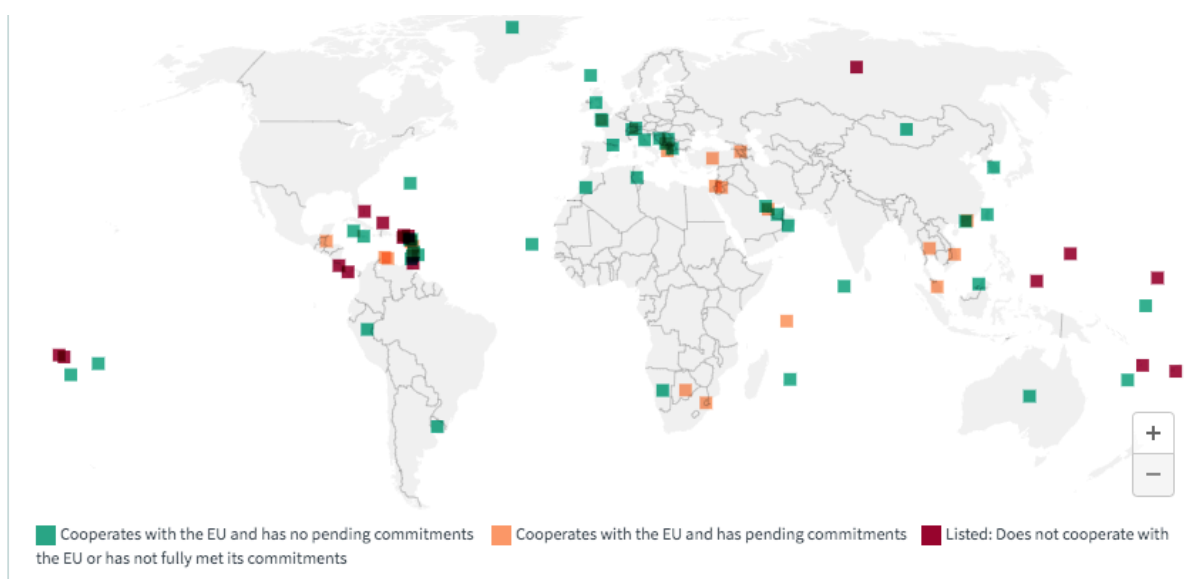 +
−
Cooperates with the EU and has no pending commitments Cooperates with the EU and has pending commitments Listed: Does not cooperate with
the EU or has not fully met its commitments